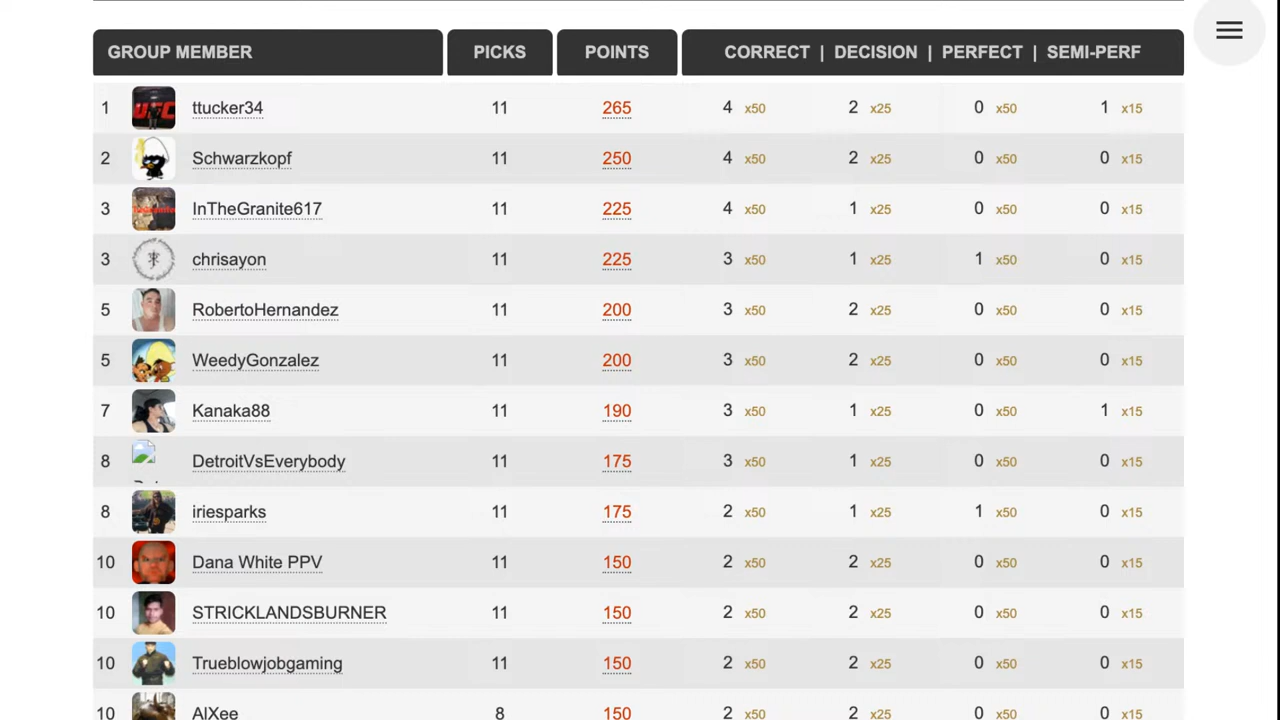 GROUP MEMBER PICKS POINTS CORRECT | DECISION | PERFECT | SEMI-PERF
1 ttucker34 11 265 4 x50 2 x25 0 x50 1 x15
2 Schwarzkopf 11 250 4 x50 2 x25 0 x50 0 x15
3 InTheGranite617 11 225 4 x50 x25 0 x50 0 x15
3 chrisayon 11 225 3 x50 1 x25 1 x50 0 x15
5 RobertoHernandez 11 200 3 x50 2 x25 0 x50 0 x15
5 WeedyGonzalez 11 200 3 x50 2 x25 0 x50 0 x15
7 Kanaka88 11 190 3 x50 1 x25 0 x50 1 x15
8 DetroitVsEverybody 11 175 3 x50 1 x25 0 x50 0 x15
8 iriesparks 11 175 2 x50 1 x25 1 x50 0 x15
10 Dana White PPV 11 150 2 x50 2 x25 0 x50 0 x15
10 STRICKLANDSBURNER 11 150 2 x50 2 x25 0 x50 0 x15
10 Trueblowjobgaming 11 150 2 x50 2 x25 0 x50 0 x15
10 AlXee 8 150 2 x50 2 x25 0 x50 0 x15